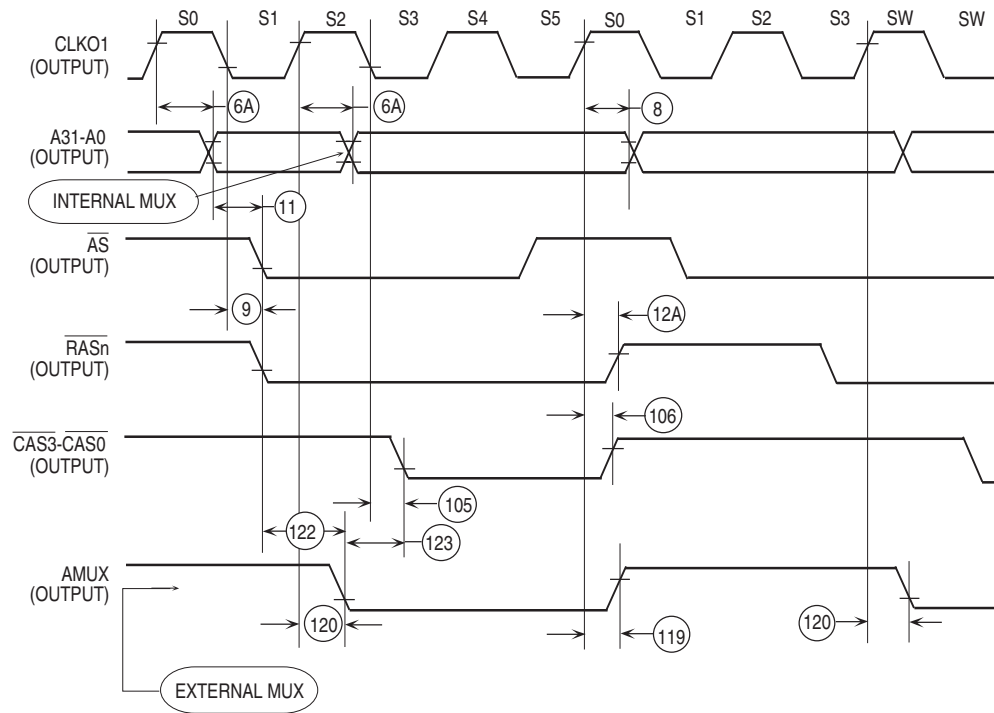 S0 S1 S2 S3 S4 S5 S0 S1 S2 S3 SW SW
CLKO1
(OUTPUT)
6A 6A 8
A31-A0
(OUTPUT)
INTERNAL MUX
11
AS
(OUTPUT)
9 12A
RASn
(OUTPUT)
106
CAS3-CAS0
(OUTPUT)
105
122 123
AMUX
(OUTPUT)
120 119 120
EXTERNAL MUX